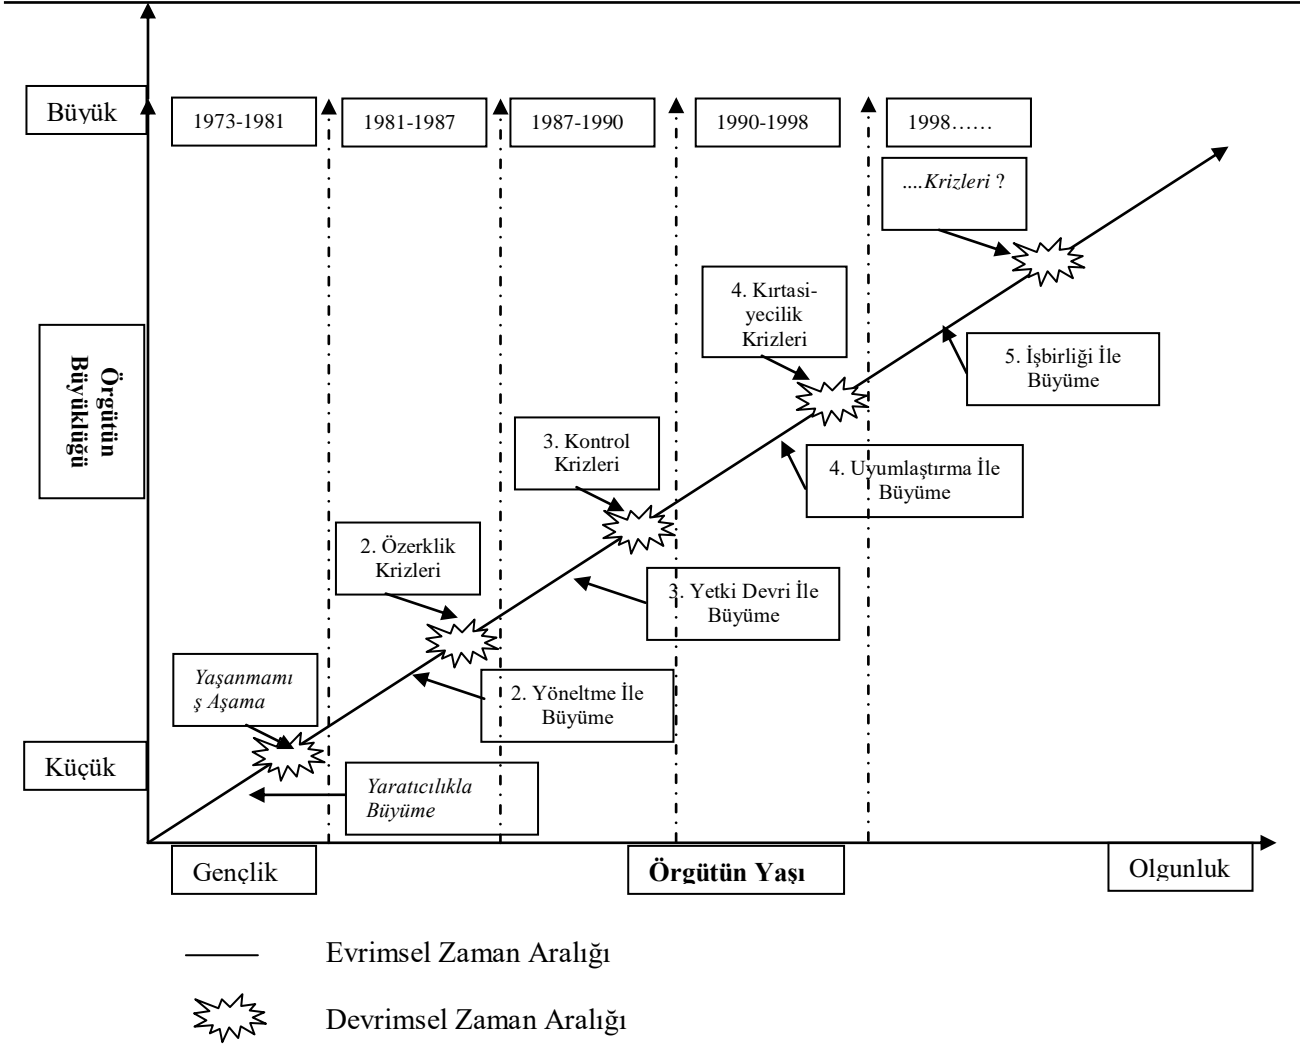 Büyük
1973-1981
1981-1987
1987-1990
1990-1998
1998……
....Krizleri ?
4. Kırtasi-
yecilik
Krizleri
Örgütün
Büyüklüğü
5. İşbirliği İle
Büyüme
3. Kontrol
Krizleri
4. Uyumlaştırma İle
Büyüme
2. Özerklik
Krizleri
3. Yetki Devri İle
Büyüme
Yaşanmamı
ş Aşama
2. Yöneltme İle
Büyüme
Küçük
Yaratıcılıkla
Büyüme
Gençlik
Örgütün Yaşı
Olgunluk
Evrimsel Zaman Aralığı
Devrimsel Zaman Aralığı